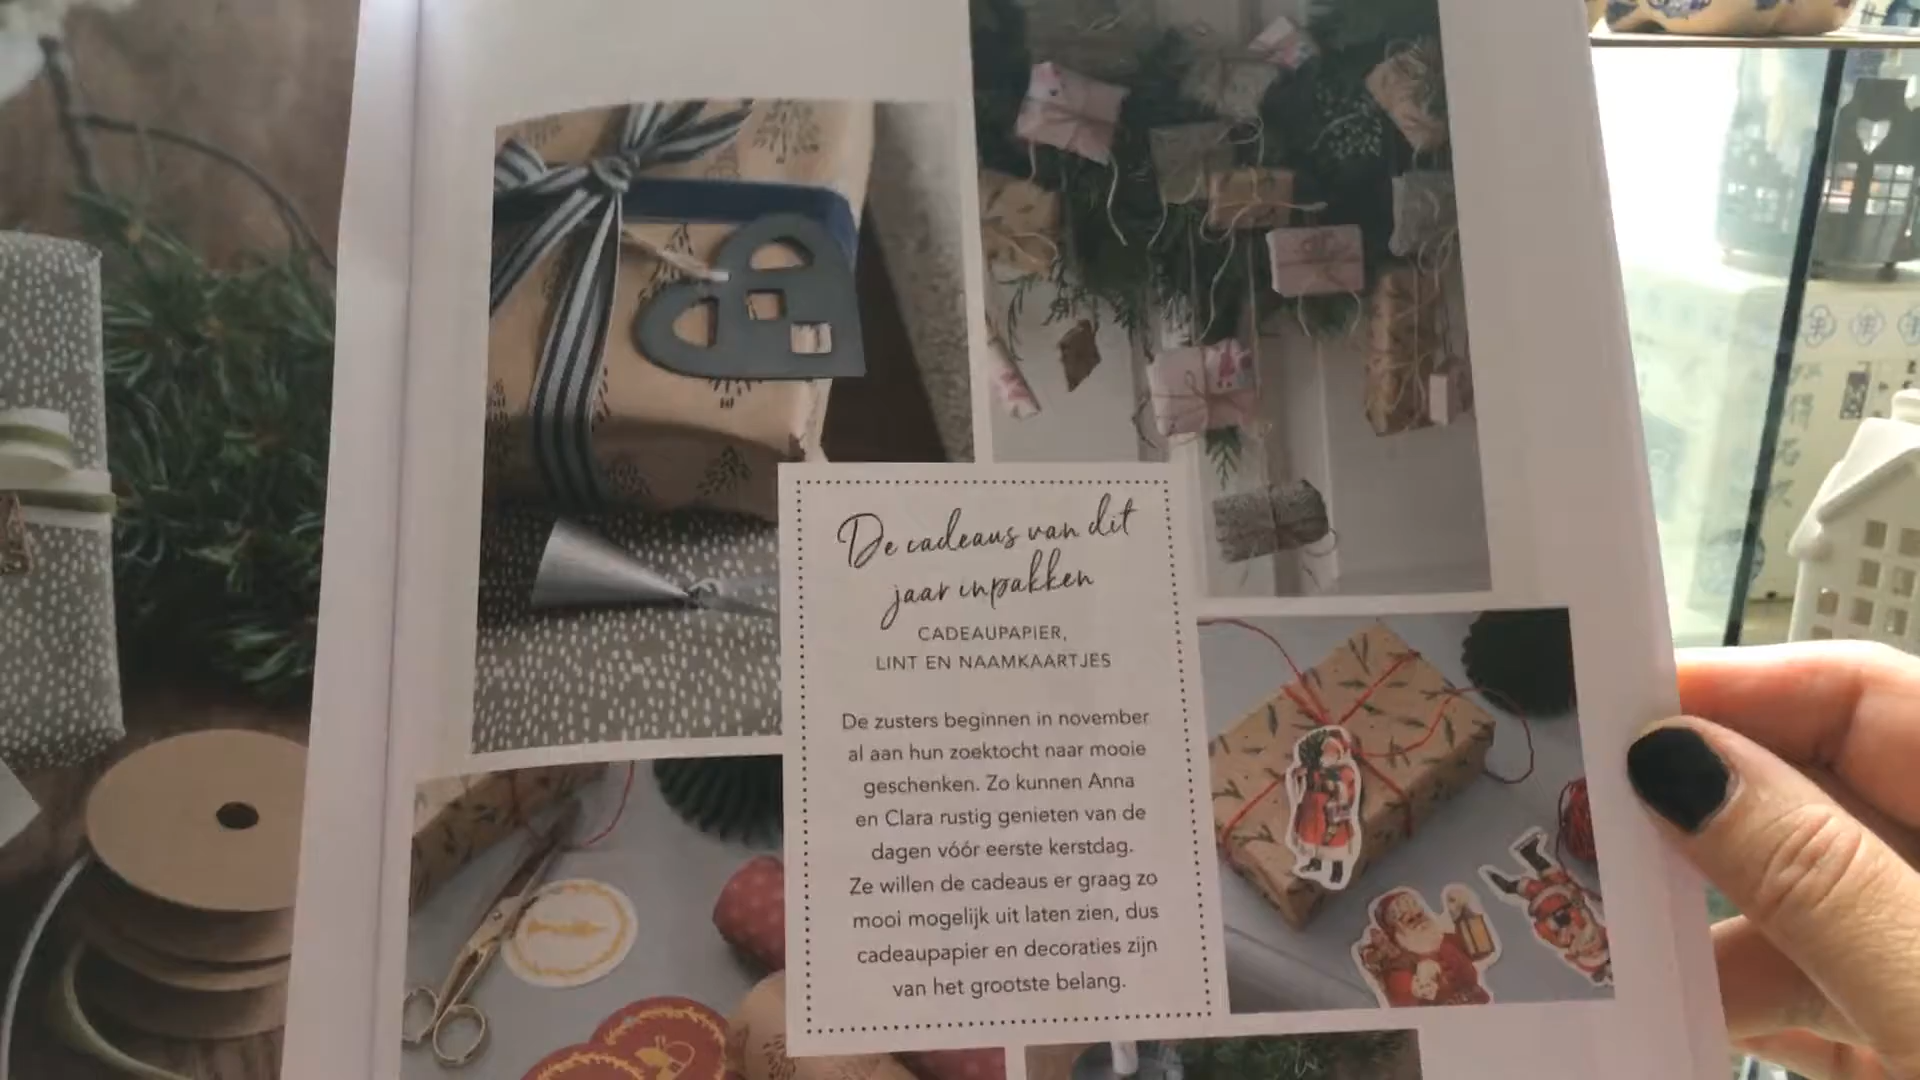 De cadeaus van dit
jaar inpakken
CADEAUPAPIER,
LINT EN NAAMKAARTJES
De zusters beginnen in november
al aan hun zoektocht naar mooie
geschenken. Zo kunnen Anna
en Clara rustig genieten van de
dagen vóór eerste kerstdag.
Ze willen de cadeaus er graag zo
mooi mogelijk uit laten zien, dus
cadeaupapier en decoraties zijn
van het grootste belang.